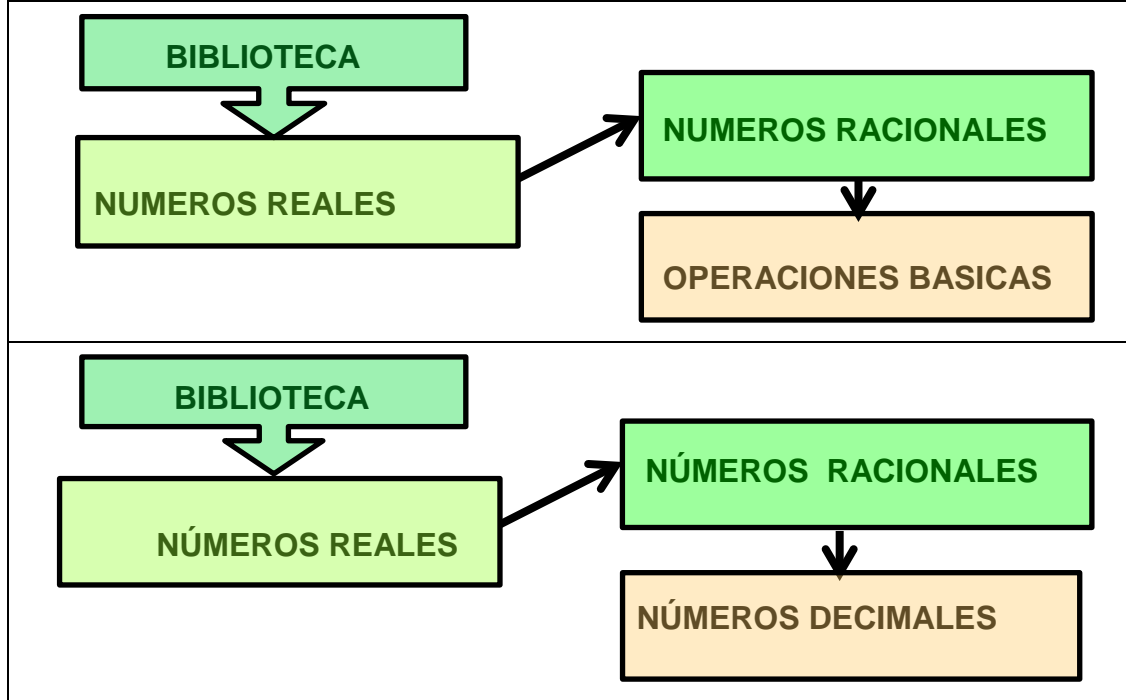 BIBLIOTECA
NUMEROS REALES
NUMEROS RACIONALES
OPERACIONES BASICAS
BIBLIOTECA
NÚMEROS REALES
NÚMEROS RACIONALES
NÚMEROS DECIMALES